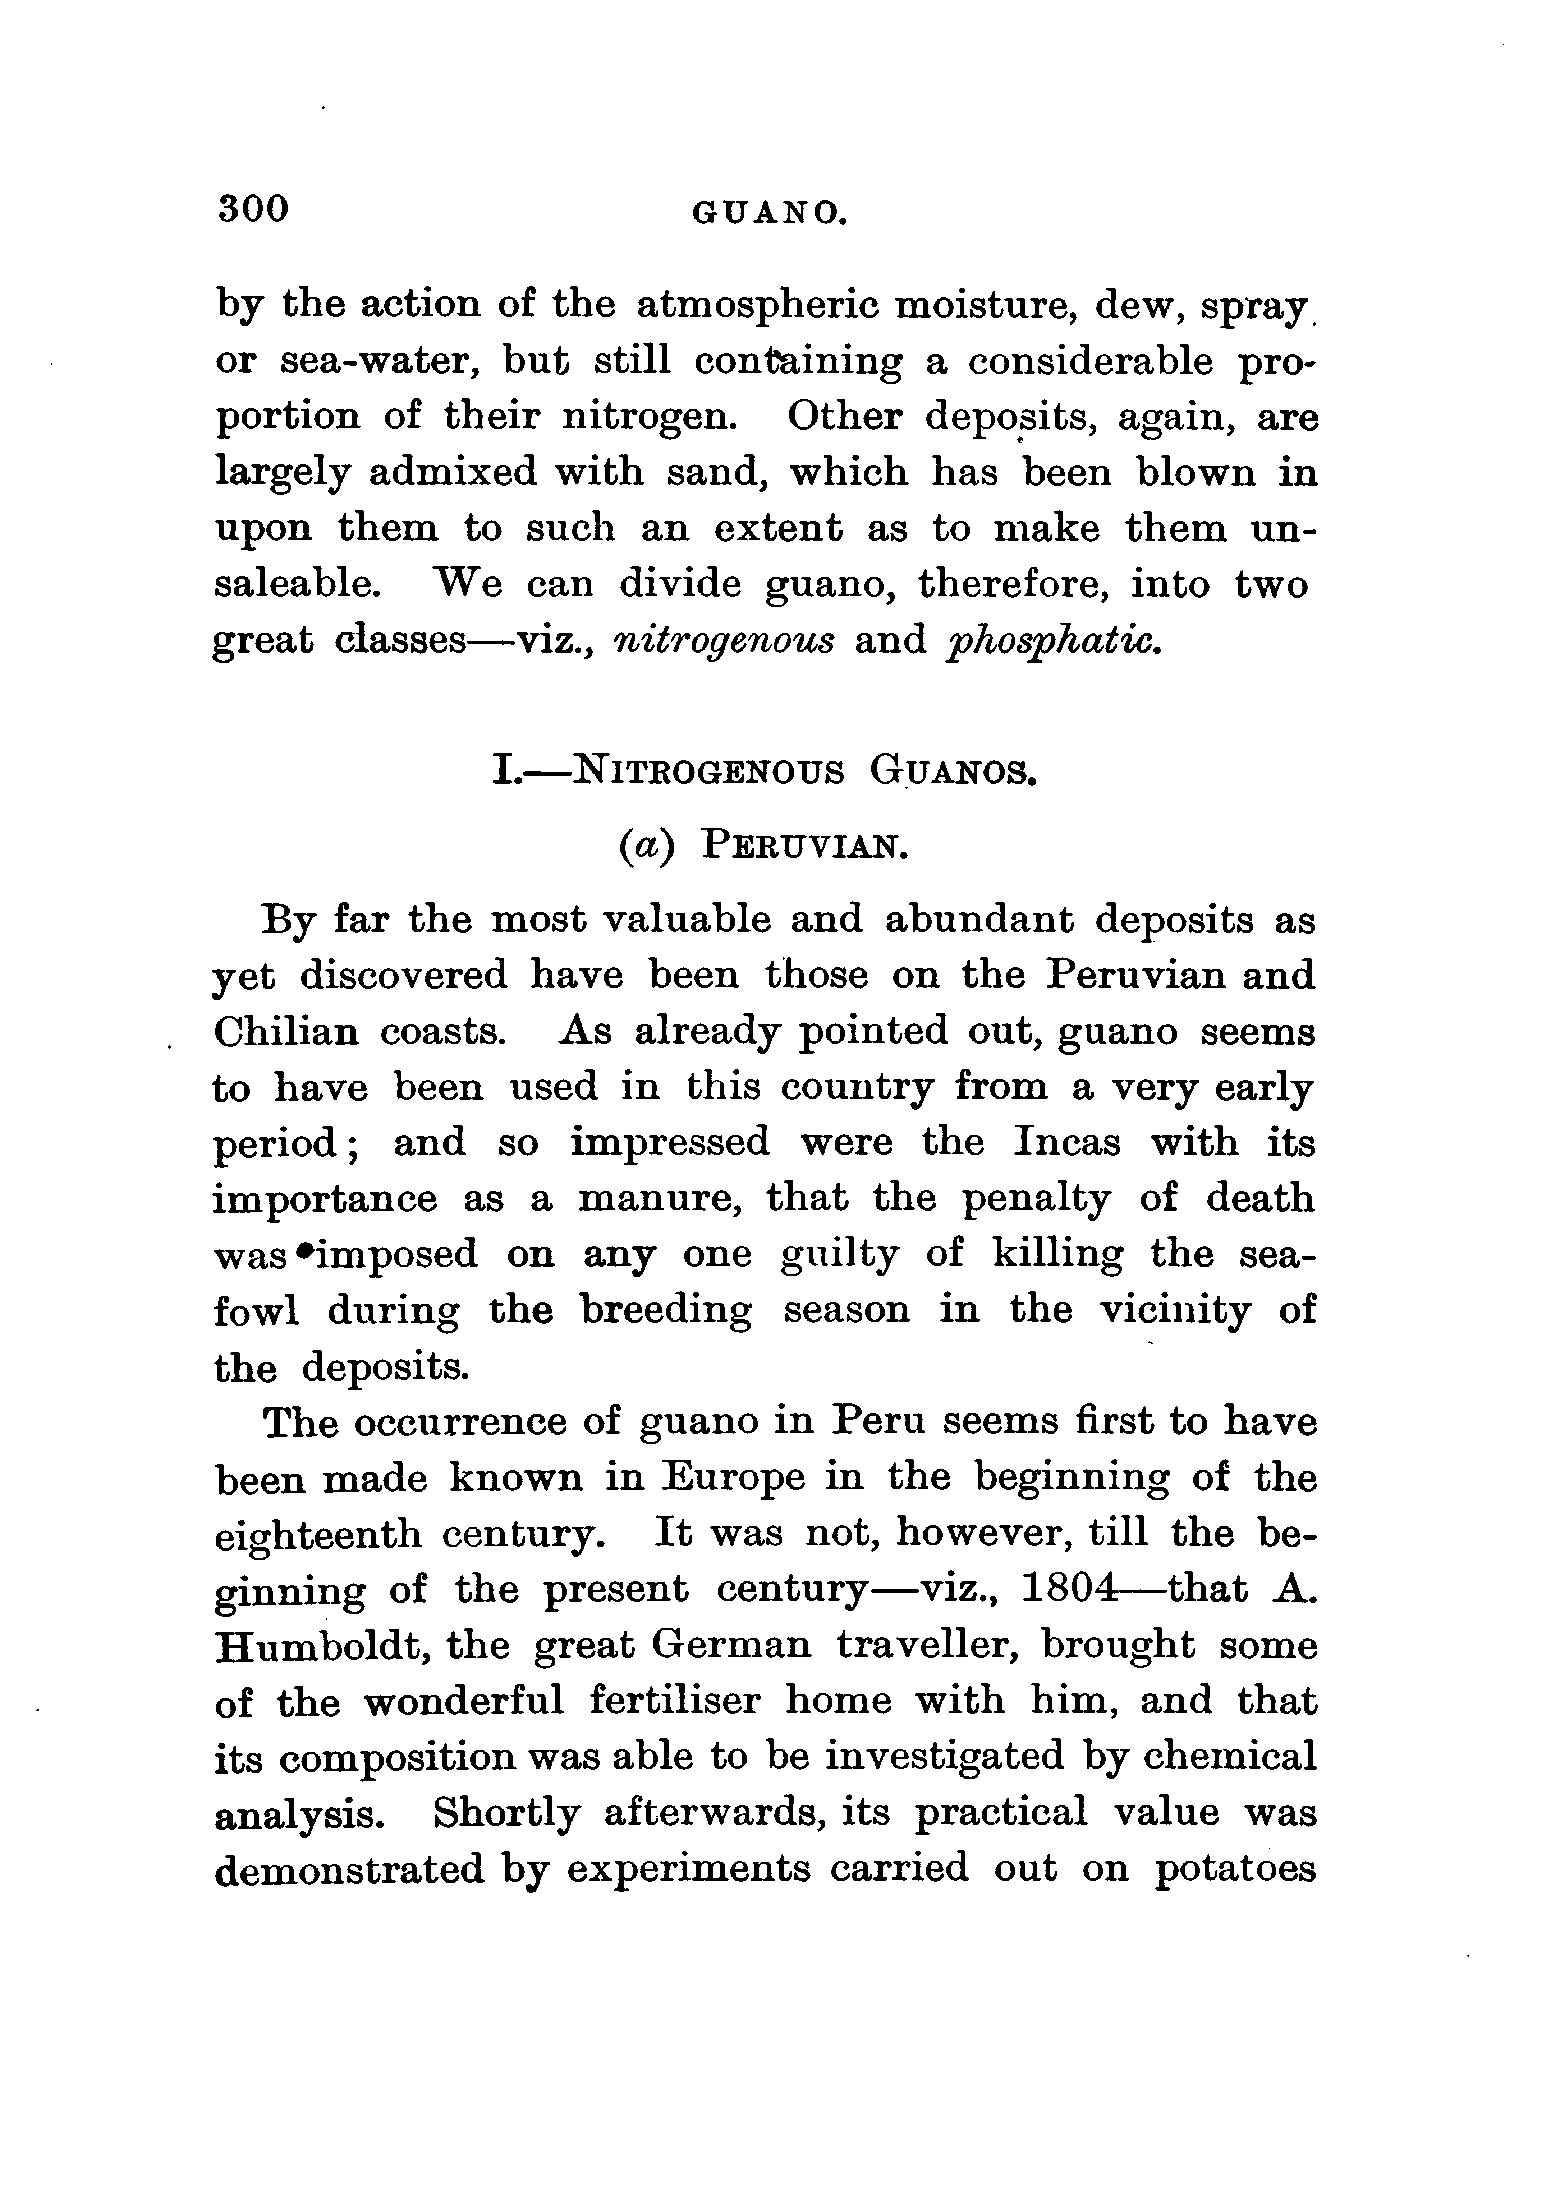 300 GUANO.
by the action of the atmospheric moisture, dew, spray
or sea-water, but still containing a considerable pro-
portion of their nitrogen. Other deposits, again, are
largely admixed with sand, which has been blown in
upon them to such an extent as to make them un-
saleable. We can divide guano, therefore, into two
great classes—viz., nitrogenous and phosphatic.
I.—NITROGENOUS GUANOS.
(a) PERUVIAN.
By far the most valuable and abundant deposits as
yet discovered have been those on the Peruvian and
Chilian coasts. As already pointed out, guano seems
to have been used in this country from a very early
period; and so impressed were the Incas with its
importance as a manure, that the penalty of death
was imposed on any one guilty of killing the sea-
fowl during the breeding season in the vicinity of
the deposits.
The occurrence of guano in Peru seems first to have
been made known in Europe in the beginning of the
eighteenth century. It was not, however, till the be-
ginning of the present century—viz., 1804—that A.
Humboldt, the great German traveller, brought some
of the wonderful fertiliser home with him, and that
its composition was able to be investigated by chemical
analysis. Shortly afterwards, its practical value was
demonstrated by experiments carried out on potatoes